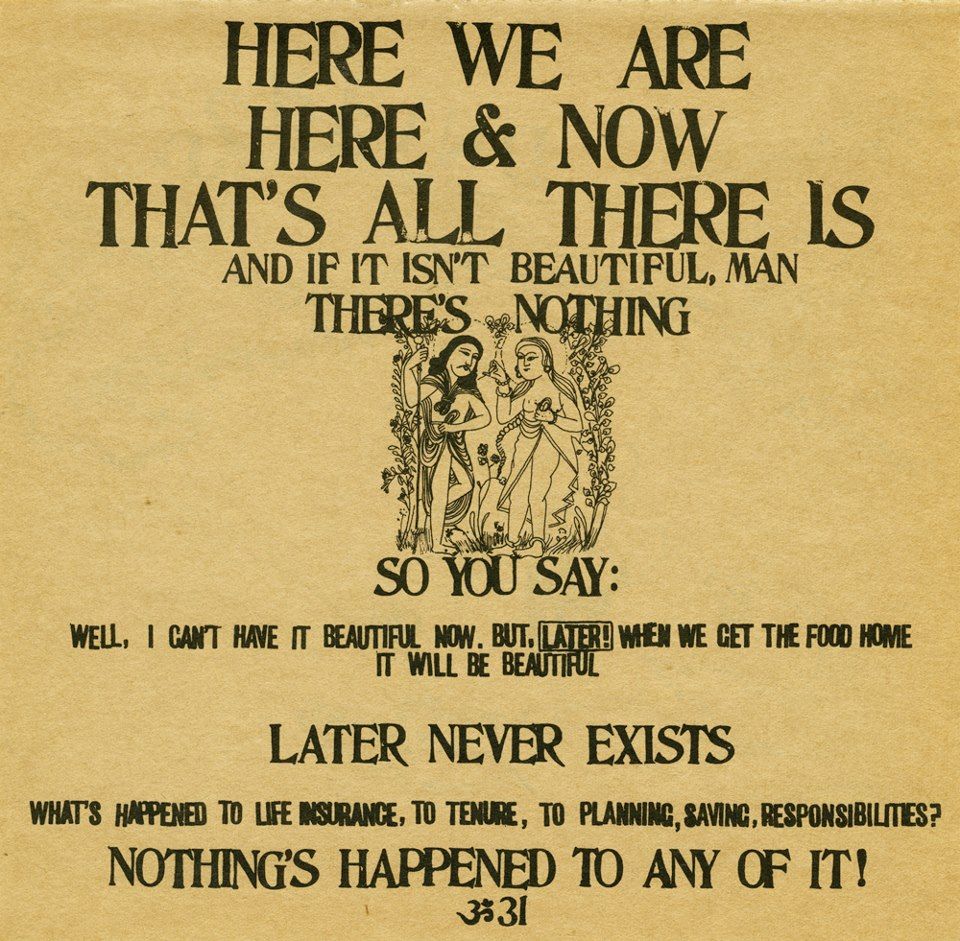 HERE WE ARE
HERE & NOW
THAT'S ALL THERE IS
AND IF IT ISN'T BEAUTIFUL, MAN
THERE'S NOTHING
SO YOU SAY:
WELL, I CAN'T HAVE IT BEAUTIFUL NOW. BUT, LATER! WHEN WE GET THE FOOD HOME
IT WILL BE BEAUTIFUL
LATER NEVER EXISTS
WHAT'S HAPPENED TO LIFE INSURANCE, TO TENURE, TO PLANNING, SAVING, RESPONSIBILITIES?
NOTHING'S HAPPENED TO ANY OF IT!
ॐ 31